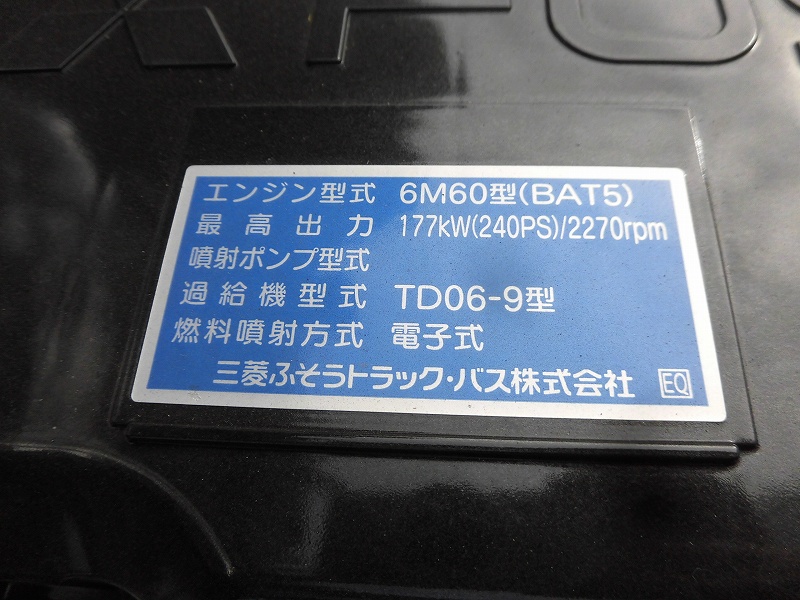 エンジン型式 6M60型(BAT5)
最高出力 177kW(240PS)/2270rpm
噴射ポンプ型式
過給機型式 TD06-9型
燃料噴射方式 電子式
三菱ふそうトラック・バス株式会社 EQ